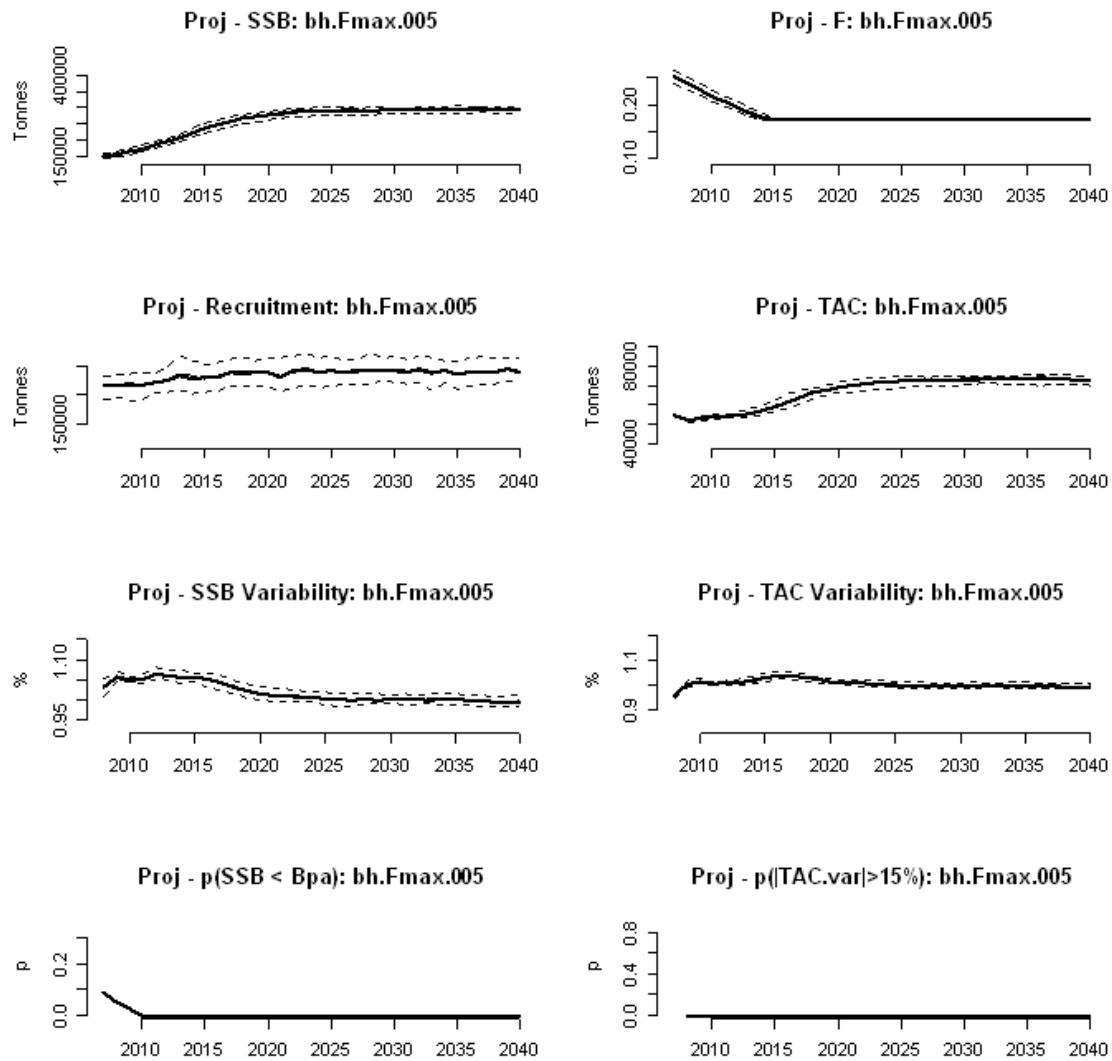 Proj - SSB: bh.Fmax.005
Tonnes
150000 400000
2010 2015 2020 2025 2030 2035 2040
Proj - F: bh.Fmax.005
0.10 0.20
2010 2015 2020 2025 2030 2035 2040
Proj - Recruitment: bh.Fmax.005
Tonnes
150000
2010 2015 2020 2025 2030 2035 2040
Proj - TAC: bh.Fmax.005
Tonnes
40000 80000
2010 2015 2020 2025 2030 2035 2040
Proj - SSB Variability: bh.Fmax.005
%
0.95 1.10
2010 2015 2020 2025 2030 2035 2040
Proj - TAC Variability: bh.Fmax.005
%
0.9 1.1
2010 2015 2020 2025 2030 2035 2040
Proj - p(SSB < Bpa): bh.Fmax.005
p
0.0 0.2
2010 2015 2020 2025 2030 2035 2040
Proj - p(|TAC.var|>15%): bh.Fmax.005
p
0.0 0.4 0.8
2010 2015 2020 2025 2030 2035 2040